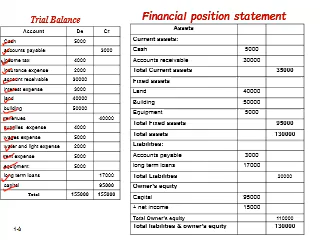 Trial Balance
Account De Cr
Cash 5000
accounts payable 3000
income tax 4000
insurance expense 2000
account receivable 30000
interest expense 3000
land 40000
building 50000
revenues 40000
supplies expense 4000
wages expense 5000
water and light expense 2000
rent expense 5000
equipment 5000
long term loans 17000
capital 95000
Total 155000 155000
1-8
Financial position statement
Assets
Current assets:
Cash 5000
Accounts receivable 30000
Total Current assets 35000
Fixed assets
Land 40000
Building 50000
Equipment 5000
Total Fixed assets 95000
Total assets 130000
Liabilities:
Accounts payable 3000
long term loans 17000
Total Liabilities 20000
Owner's equity
Capital 95000
+ net income 15000
Total Owner's equity 110000
Total liabilities & owner's equity 130000